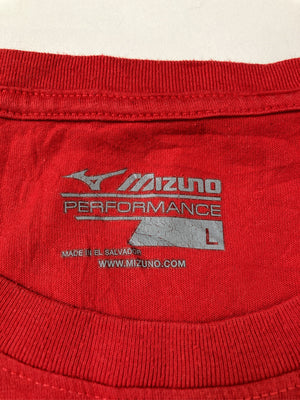 MIZUNO
PERFORMANCE
L
MADE IN EL SALVADOR
WWW.MIZUNO.COM